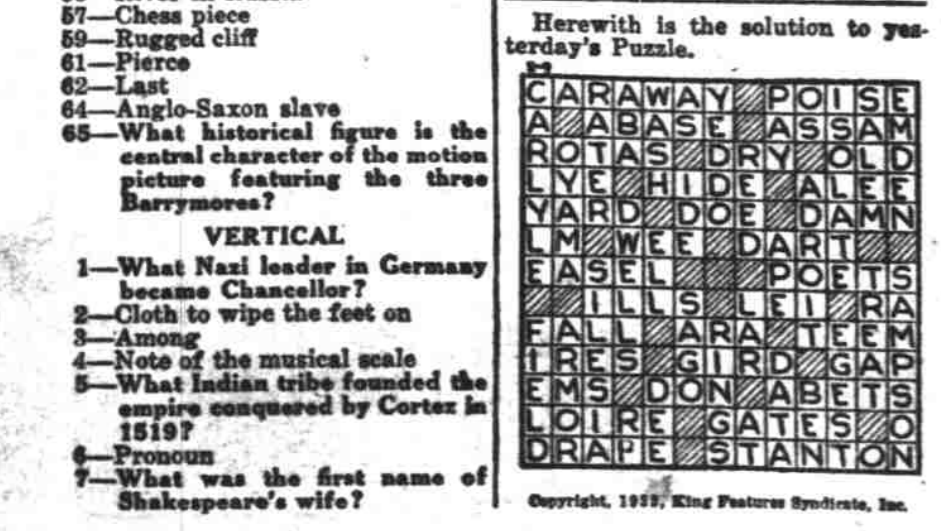 57—Chess piece
59—Rugged cliff
61—Pierce
62—Last
64—Anglo-Saxon slave
65—What historical figure is the
central character of the motion
picture featuring the three
Barrymores?
VERTICAL
1—What Nazi leader in Germany
became Chancellor?
2—Cloth to wipe the feet on
3—Among
4—Note of the musical scale
5—What Indian tribe founded the
empire conquered by Cortez in
1519?
6—Pronoun
7—What was the first name of
Shakespeare's wife?
Herewith is the solution to yes-
terday's Puzzle.
CARAWAY POISE
A ABASE ASSAM
ROTAS DRY OLD
LYE HIDE ALEE
YARD DOE DAMN
LM WEE DART
EASEL POETS
ILLS LEI RA
FALL ARA TEEM
IRES GIRD GAP
EMS DON ABETS
LOIRE GATES O
DRAPE STANTON
Copyright, 1933, King Features Syndicate, Inc.